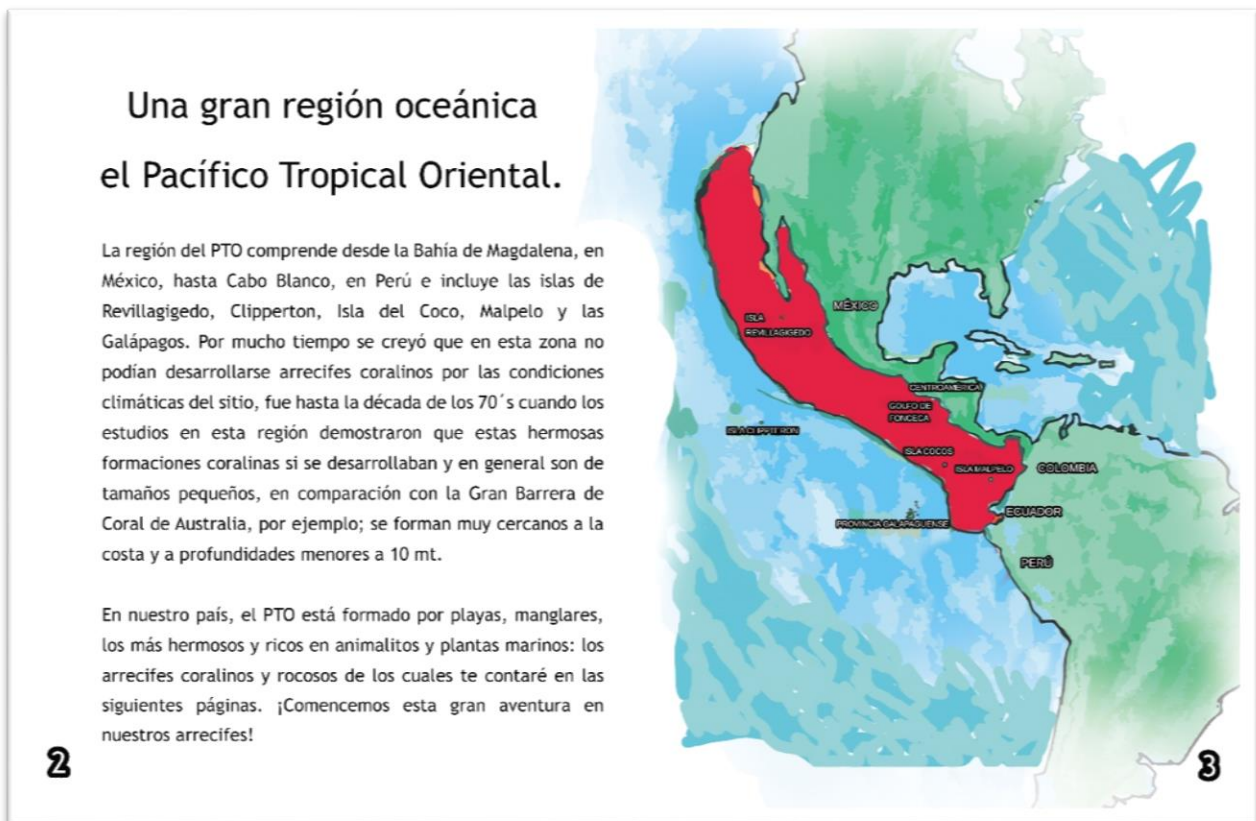 Una gran región oceánica
el Pacífico Tropical Oriental.
La región del PTO comprende desde la Bahía de Magdalena, en
México, hasta Cabo Blanco, en Perú e incluye las islas de
Revillagigedo, Clipperton, Isla del Coco, Malpelo y las
Galápagos. Por mucho tiempo se creyó que en esta zona no
podían desarrollarse arrecifes coralinos por las condiciones
climáticas del sitio, fue hasta la década de los 70´s cuando los
estudios en esta región demostraron que estas hermosas
formaciones coralinas si se desarrollaban y en general son de
tamaños pequeños, en comparación con la Gran Barrera de
Coral de Australia, por ejemplo; se forman muy cercanos a la
costa y a profundidades menores a 10 mt.
En nuestro país, el PTO está formado por playas, manglares,
los más hermosos y ricos en animalitos y plantas marinos: los
arrecifes coralinos y rocosos de los cuales te contaré en las
siguientes páginas. ¡Comencemos esta gran aventura en
nuestros arrecifes!
2
MÉXICO
ISLA
REVILLAGIGEDO
CENTROAMERICA
GOLFO DE
FONCECA
ISLA CLIPPTERON
ISLA COCOS
ISLA MALPELO
COLOMBIA
ECUADOR
PROVINCIA GALAPAGUENSE
PERÚ
3